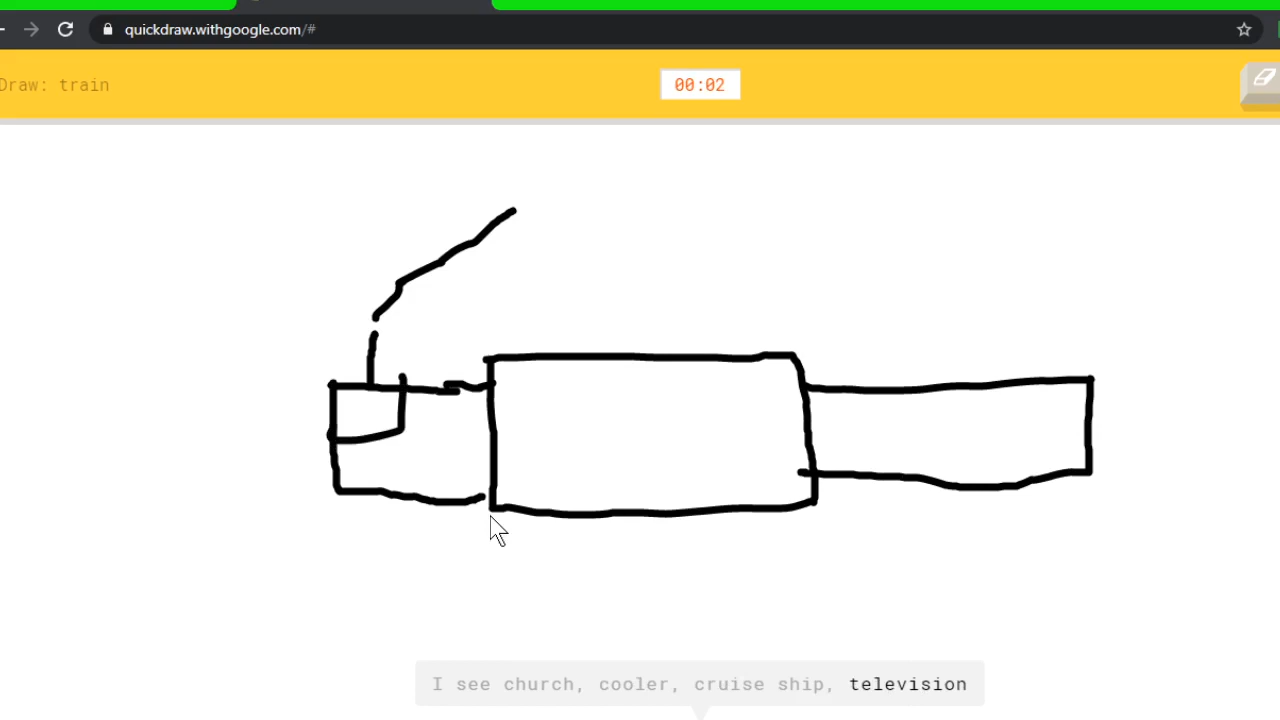 quickdraw.withgoogle.com/#
Draw: train
00:02
I see church, cooler, cruise ship, television